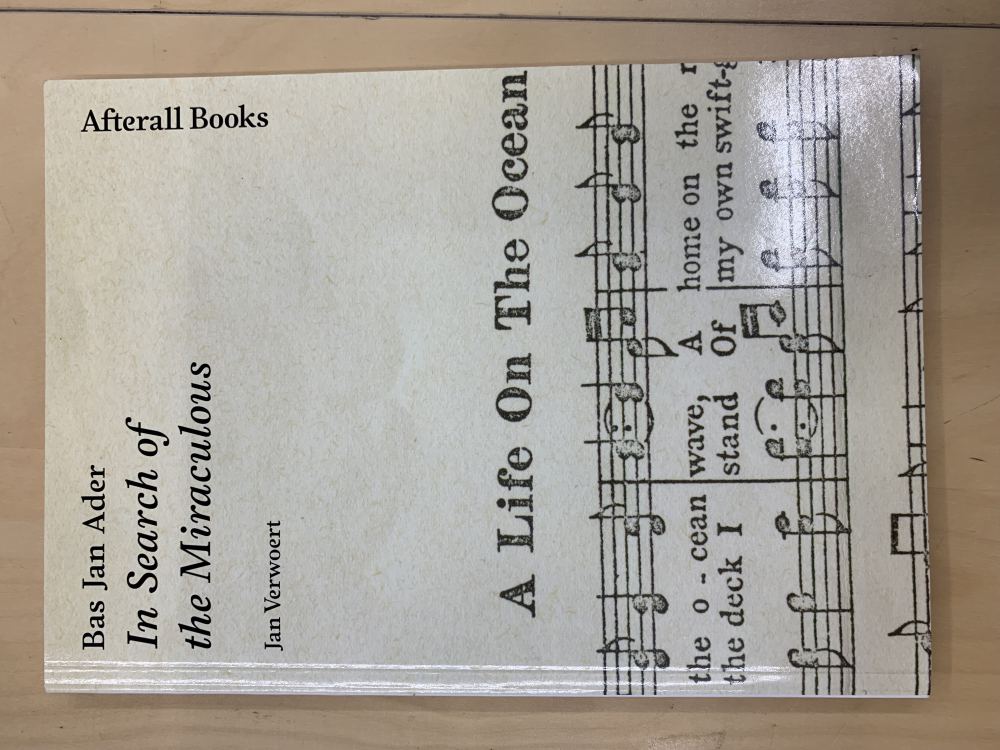 Afterall Books
Bas Jan Ader
In Search of
the Miraculous
Jan Verwoert
A Life On The Ocean
the o - cean wave, A home on the r
the deck I stand Of my own swift-g